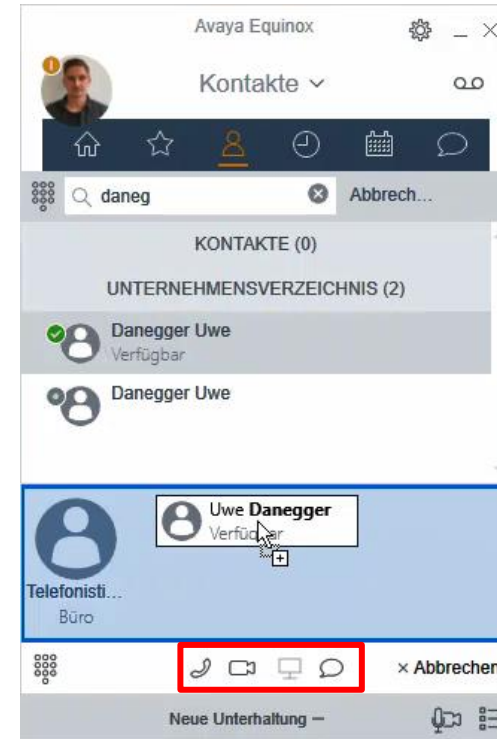 Avaya Equinox
Kontakte
daneg
Abbrech...
KONTAKTE (0)
UNTERNEHMENSVERZEICHNIS (2)
Danegger Uwe
Verfügbar
Danegger Uwe
Uwe Danegger
Verfügbar
Telefonisti...
Büro
× Abbrechen
Neue Unterhaltung –